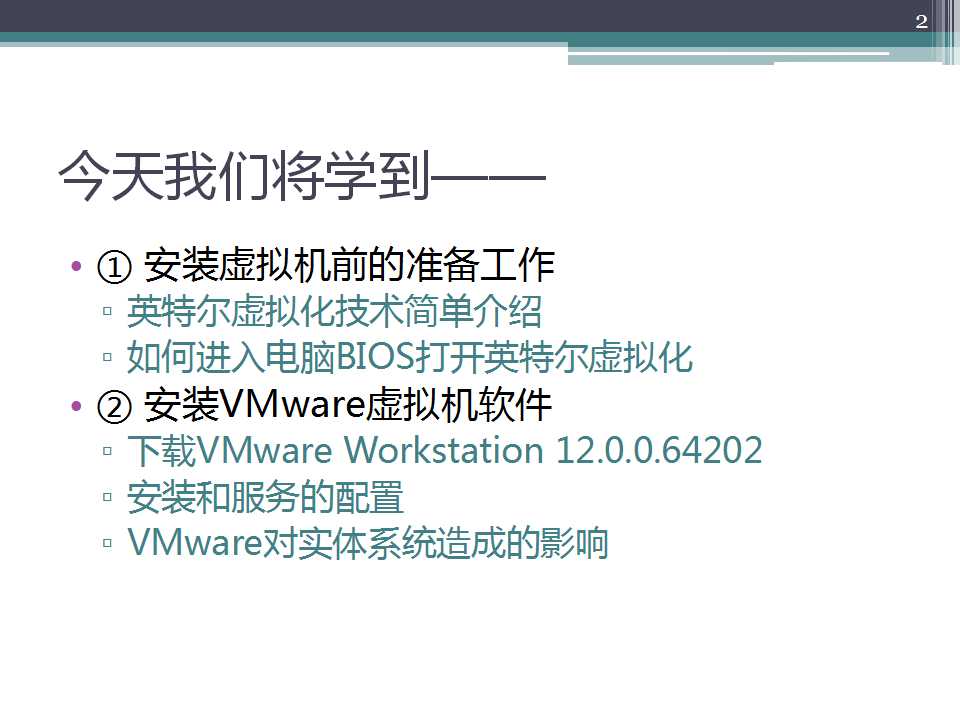 2
今天我们将学到——
• ① 安装虚拟机前的准备工作
▫ 英特尔虚拟化技术简单介绍
▫ 如何进入电脑BIOS打开英特尔虚拟化
• ② 安装VMware虚拟机软件
▫ 下载VMware Workstation 12.0.0.64202
▫ 安装和服务的配置
▫ VMware对实体系统造成的影响